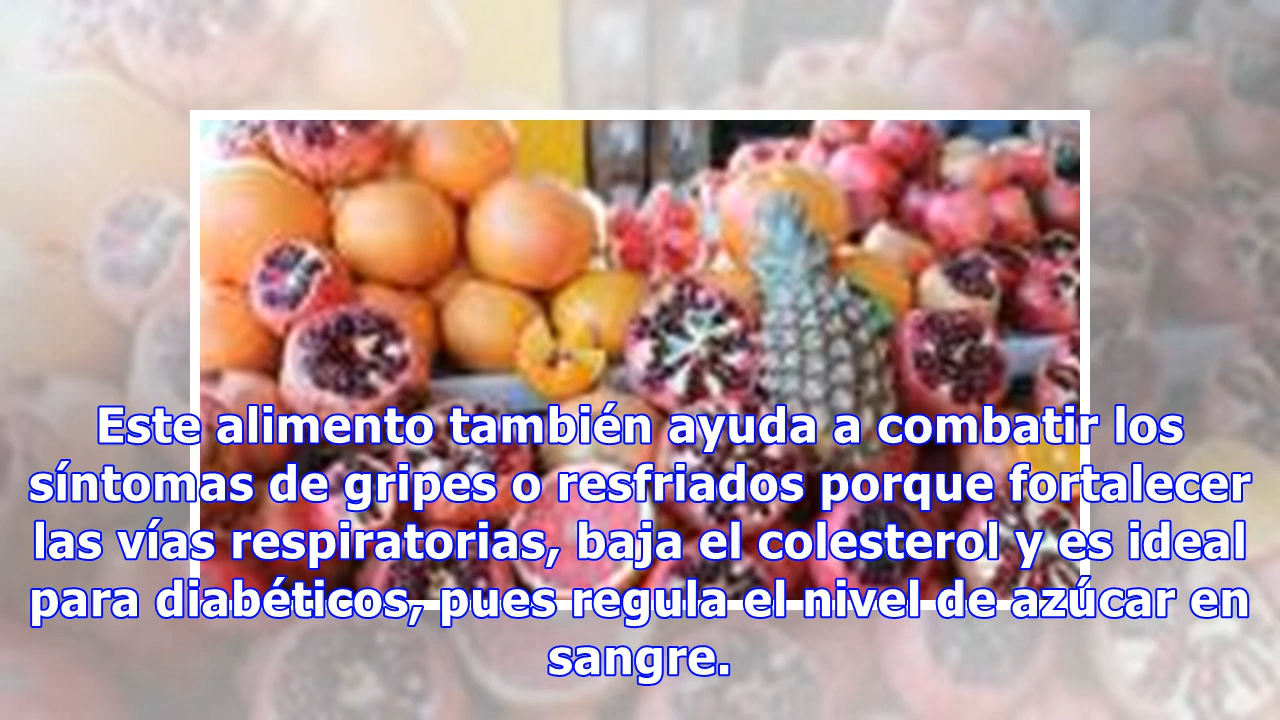 Este alimento también ayuda a combatir los
síntomas de gripes o resfriados porque fortalecer
las vías respiratorias, baja el colesterol y es ideal
para diabéticos, pues regula el nivel de azúcar en
sangre.